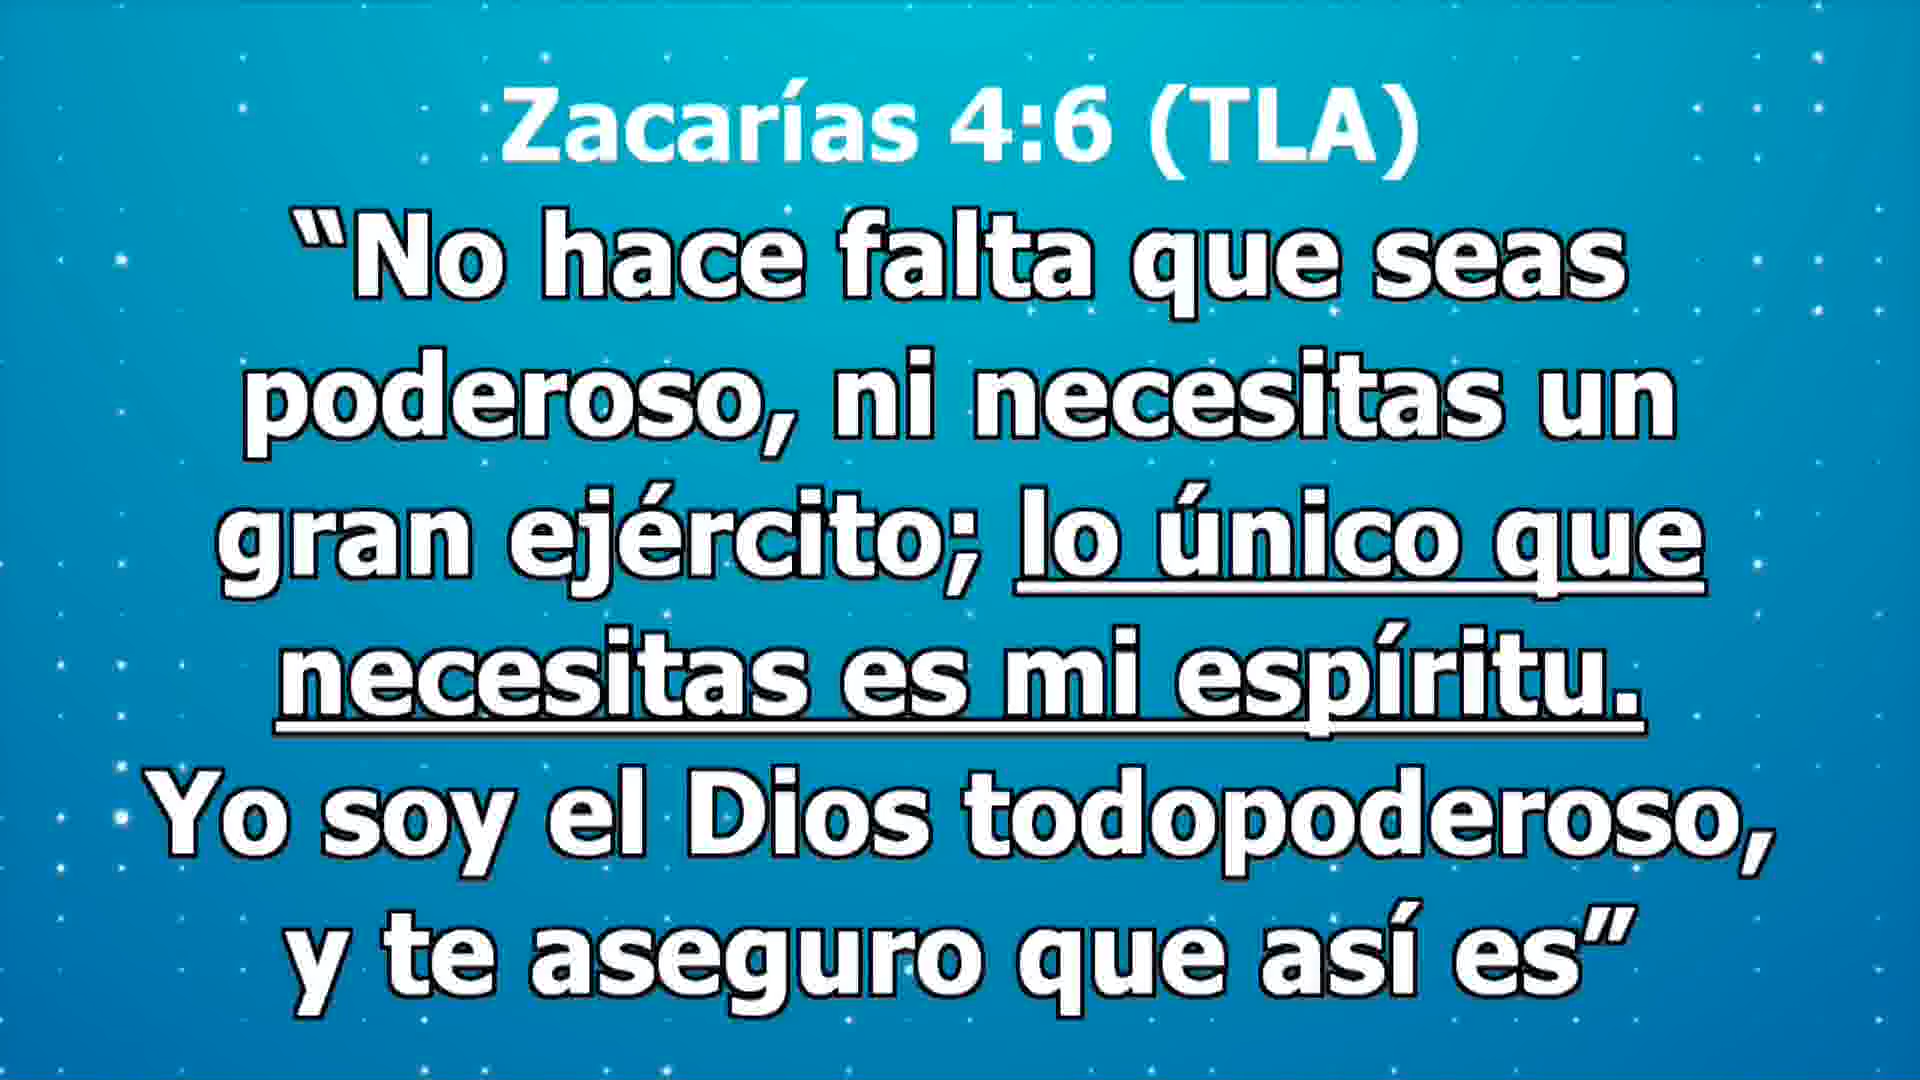 Zacarías 4:6 (TLA)
“No hace falta que seas
poderoso, ni necesitas un
gran ejército; lo único que
necesitas es mi espíritu.
Yo soy el Dios todopoderoso,
y te aseguro que así es”